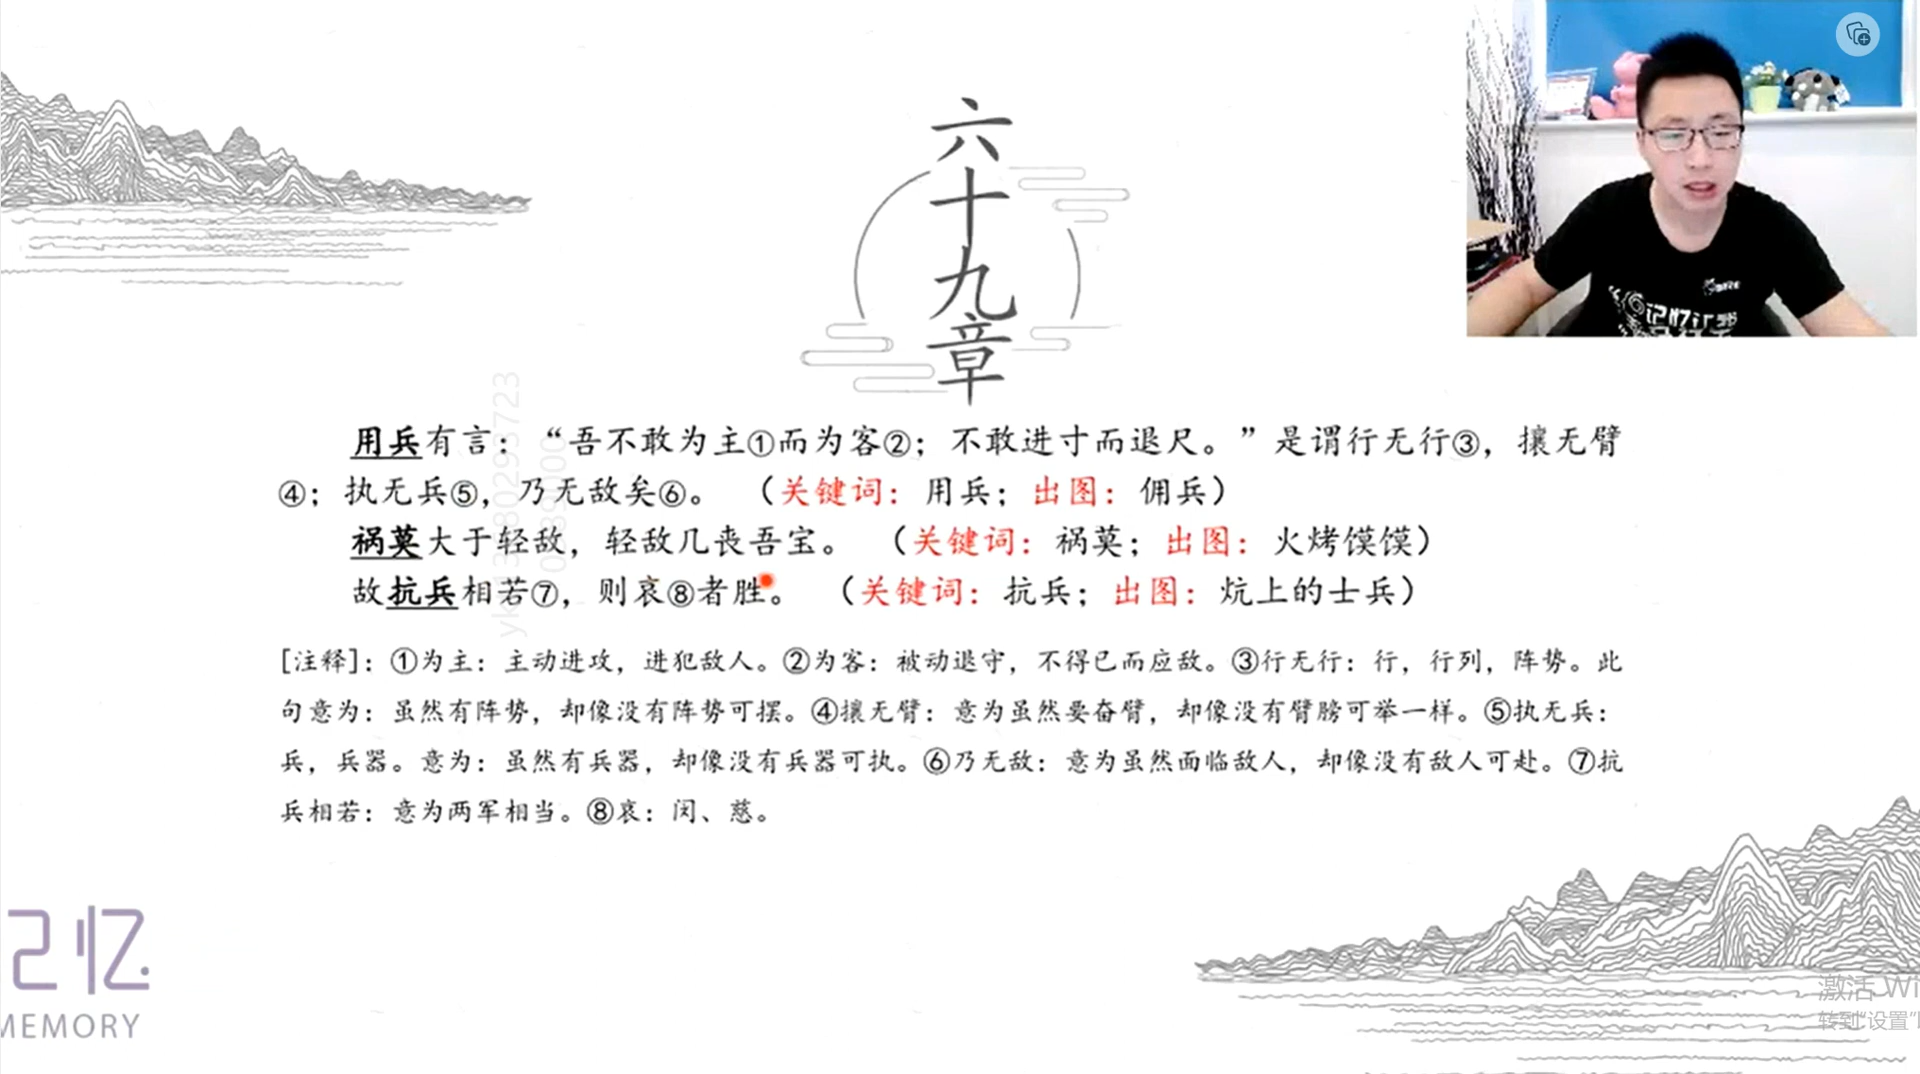 六十九章
用兵有言：“吾不敢为主①而为客②；不敢进寸而退尺。”是谓行无行③，攘无臂
④；执无兵⑤，乃无敌矣⑥。（关键词：用兵；出图：佣兵）
祸莫大于轻敌，轻敌几丧吾宝。（关键词：祸莫；出图：火烤馍馍）
故抗兵相若⑦，则哀⑧者胜。（关键词：抗兵；出图：炕上的士兵）
[注释]：①为主：主动进攻，进犯敌人。②为客：被动退守，不得已而应敌。③行无行：行，行列，阵势。此
句意为：虽然有阵势，却像没有阵势可摆。④攘无臂：意为虽然要奋臂，却像没有臂膀可举一样。⑤执无兵：
兵，兵器。意为：虽然有兵器，却像没有兵器可执。⑥乃无敌：意为虽然面临敌人，却像没有敌人可赴。⑦抗
兵相若：意为两军相当。⑧哀：闵、慈。
忆
MEMORY
激活 Wi
转到“设置”